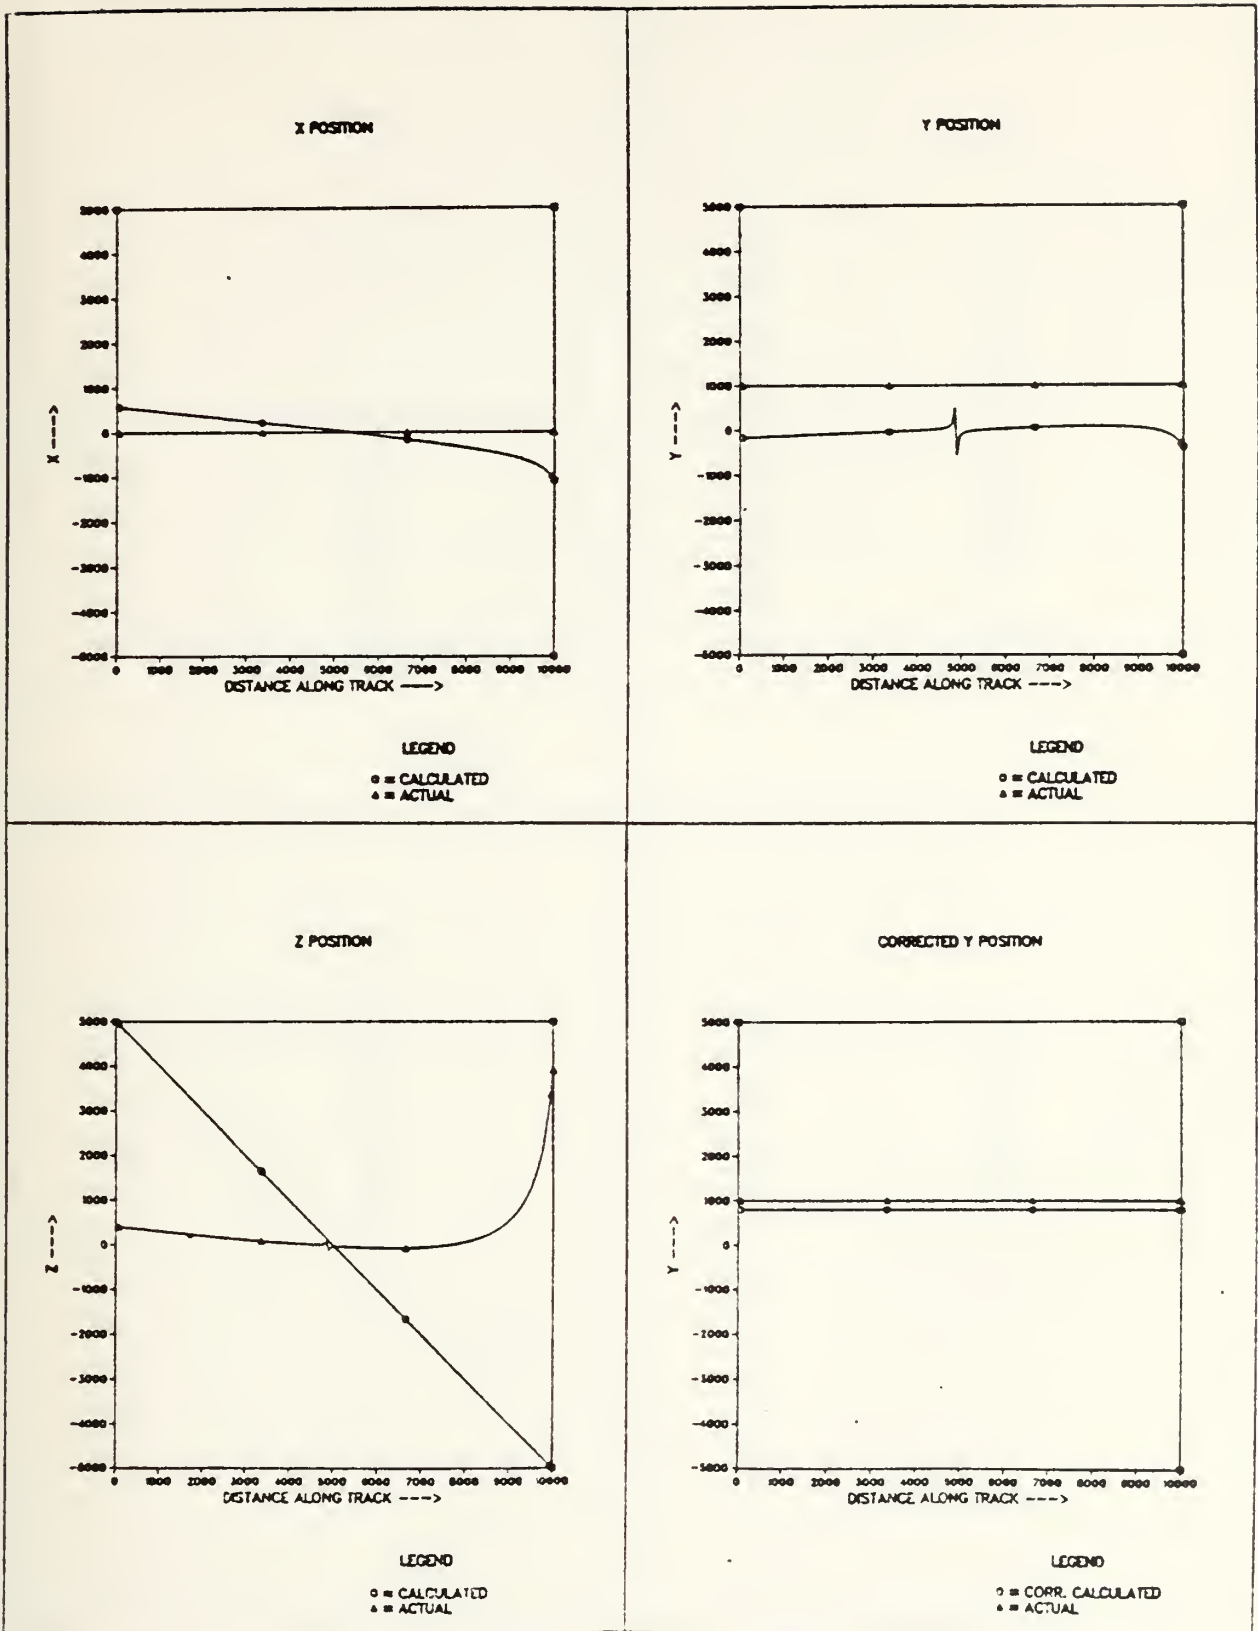 X POSITION
5000
4000
3000
2000
1000
0
-1000
-2000
-3000
-4000
-5000
X ---->
0 1000 2000 3000 4000 5000 6000 7000 8000 9000 10000
DISTANCE ALONG TRACK ---->
LEGEND
o = CALCULATED
▵ = ACTUAL
Y POSITION
5000
4000
3000
2000
1000
0
-1000
-2000
-3000
-4000
-5000
Y ---->
0 1000 2000 3000 4000 5000 6000 7000 8000 9000 10000
DISTANCE ALONG TRACK ---->
LEGEND
o = CALCULATED
▵ = ACTUAL
Z POSITION
5000
4000
3000
2000
1000
0
-1000
-2000
-3000
-4000
-5000
Z ---->
0 1000 2000 3000 4000 5000 6000 7000 8000 9000 10000
DISTANCE ALONG TRACK ---->
LEGEND
o = CALCULATED
▵ = ACTUAL
CORRECTED Y POSITION
5000
4000
3000
2000
1000
0
-1000
-2000
-3000
-4000
-5000
Y ---->
0 1000 2000 3000 4000 5000 6000 7000 8000 9000 10000
DISTANCE ALONG TRACK ---->
LEGEND
o = CORR. CALCULATED
▵ = ACTUAL